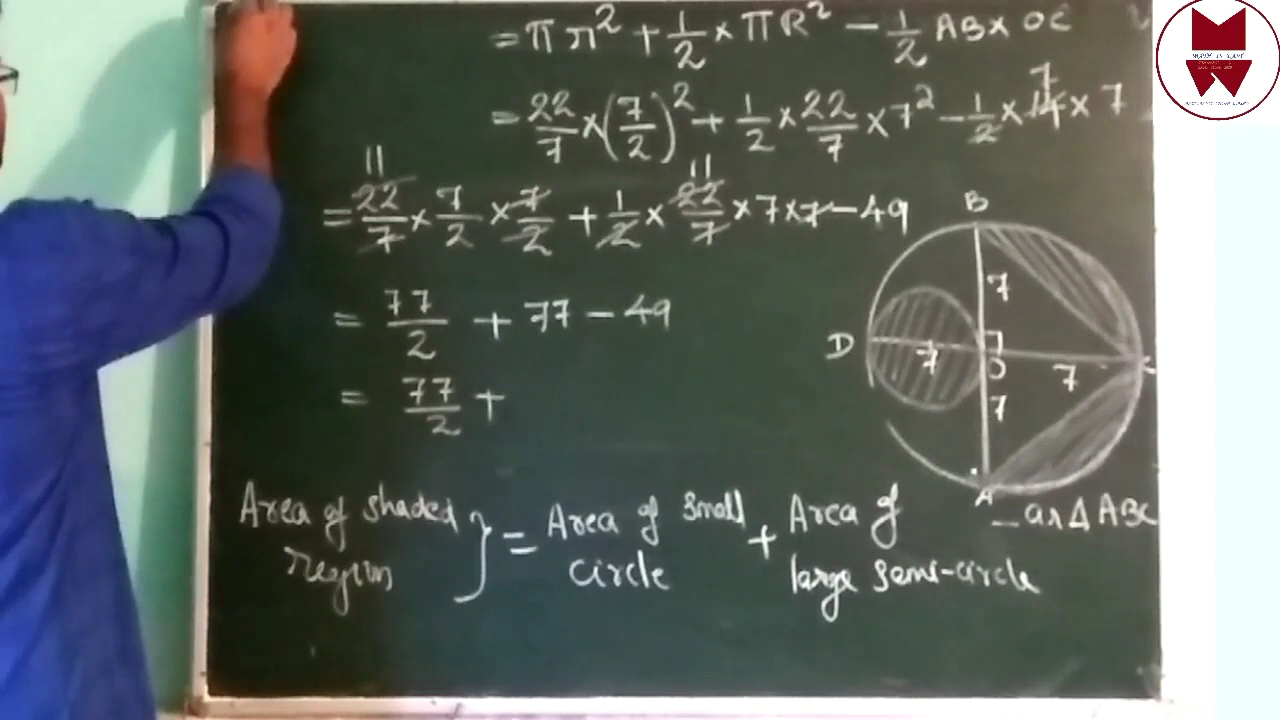 = π r² + 1/2 × π R² − 1/2 AB × OC
= 22/7 × (7/2)² + 1/2 × 22/7 × 7² − 1/2 × 14 × 7
7
= 22/7 × 7/2 × 7/2 + 1/2 × 22/7 × 7 × 7 − 49
11 11
= 77/2 + 77 − 49
= 77/2 +
B
7
D 7 O 7
7
A
Area of shaded region } = Area of small circle + Area of large semi-circle − ar Δ ABC